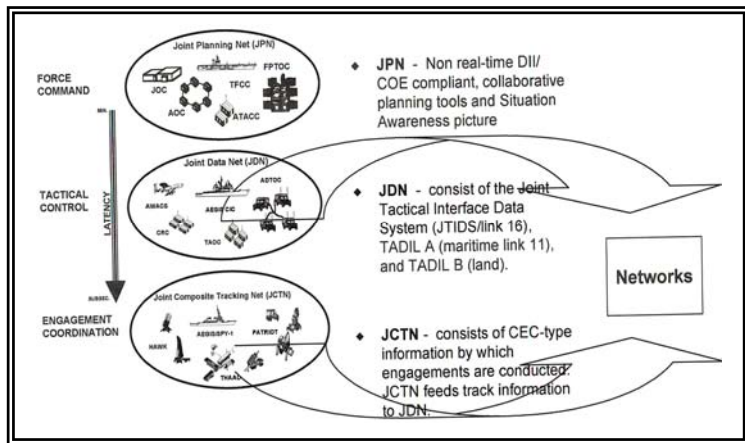 Joint Planning Net (JPN)
FORCE
COMMAND
JOC
TFCC
FPTOC
AOC
ATACC
MIN.
◆ JPN - Non real-time DII/
COE compliant, collaborative
planning tools and Situation
Awareness picture
Joint Data Net (JDN)
TACTICAL
CONTROL
LATENCY
AWACS
AEGIS CIC
ADTOC
CRC
TAOC
◆ JDN - consist of the Joint
Tactical Interface Data
System (JTIDS/link 16),
TADIL A (maritime link 11),
and TADIL B (land).
Networks
SUBSEC.
ENGAGEMENT
COORDINATION
Joint Composite Tracking Net (JCTN)
HAWK
AEGIS/SPY-1
PATRIOT
THAAD
◆ JCTN - consists of CEC-type
information by which
engagements are conducted.
JCTN feeds track information
to JDN.